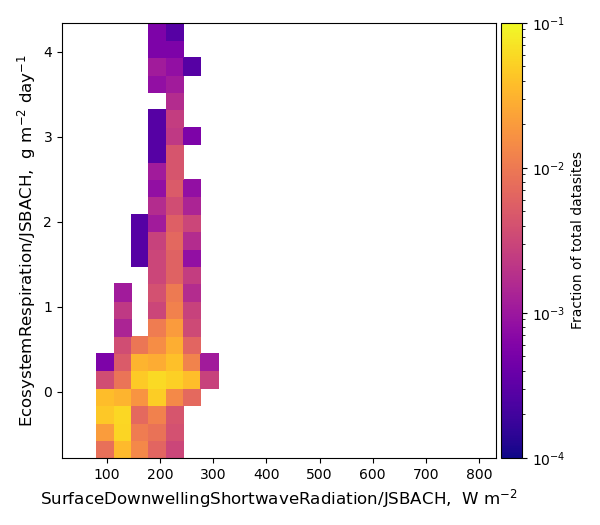 4
3
2
1
0
EcosystemRespiration/JSBACH, g m⁻² day⁻¹
100 200 300 400 500 600 700 800
SurfaceDownwellingShortwaveRadiation/JSBACH, W m⁻²
10⁻¹
10⁻²
10⁻³
10⁻⁴
Fraction of total datasites